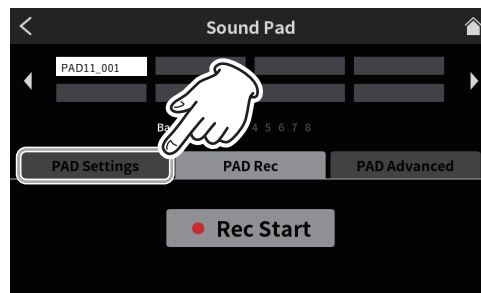 Sound Pad
PAD11_001
Ba 4 5 6 7 8
PAD Settings PAD Rec PAD Advanced
Rec Start